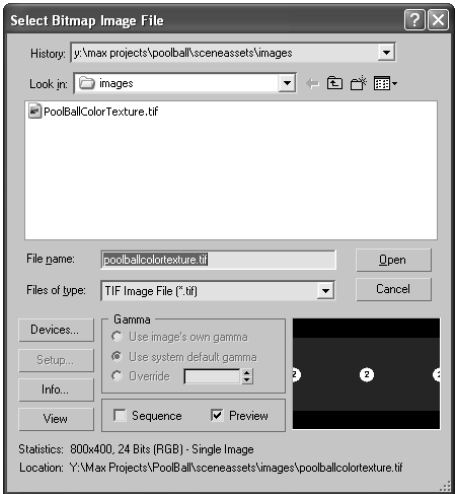 Select Bitmap Image File
History: y:\max projects\poolball\sceneassets\images
Look in: images
PoolBallColorTexture.tif
File name: poolballcolortexture.tif Open
Files of type: TIF Image File (*.tif) Cancel
Devices...
Setup...
Info...
View
Gamma
Use image's own gamma
Use system default gamma
Override
Sequence Preview
2 2 2
Statistics: 800x400, 24 Bits (RGB) - Single Image
Location: Y:\Max Projects\PoolBall\sceneassets\images\poolballcolortexture.tif